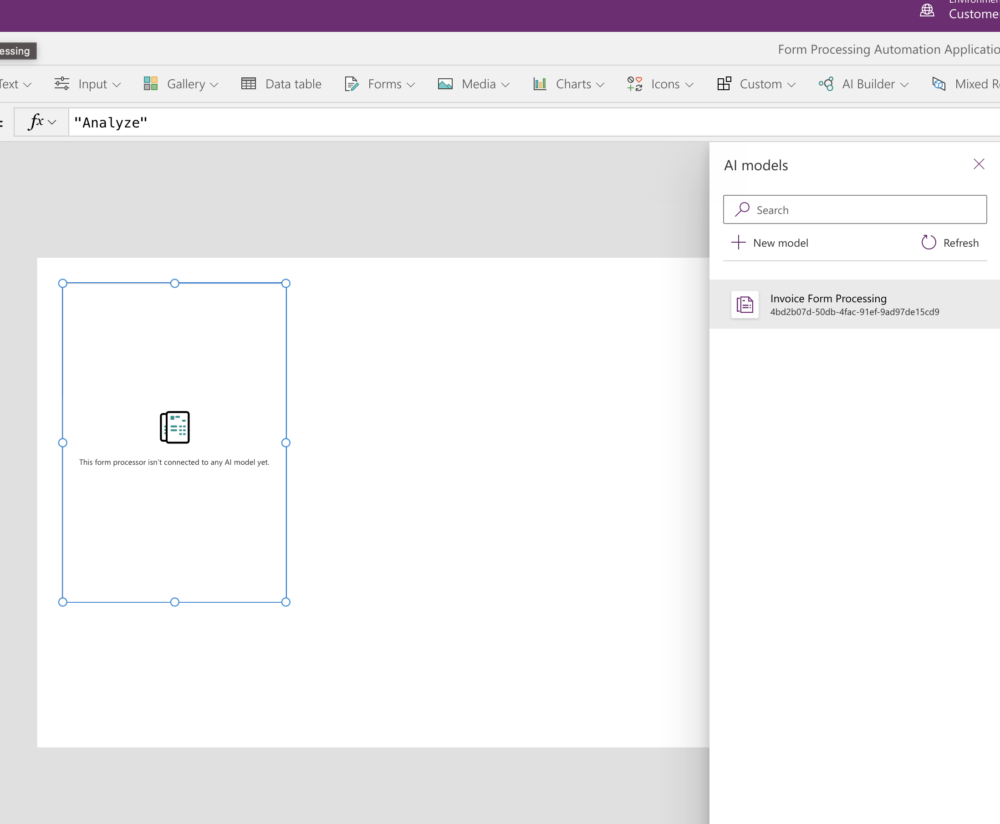 Custome
essing
Form Processing Automation Applicatio
Text
Input
Gallery
Data table
Forms
Media
Charts
Icons
Custom
AI Builder
Mixed R
=
fx
"Analyze"
AI models
Search
New model
Refresh
Invoice Form Processing
4bd2b07d-50db-4fac-91ef-9ad97de15cd9
This form processor isn't connected to any AI model yet.